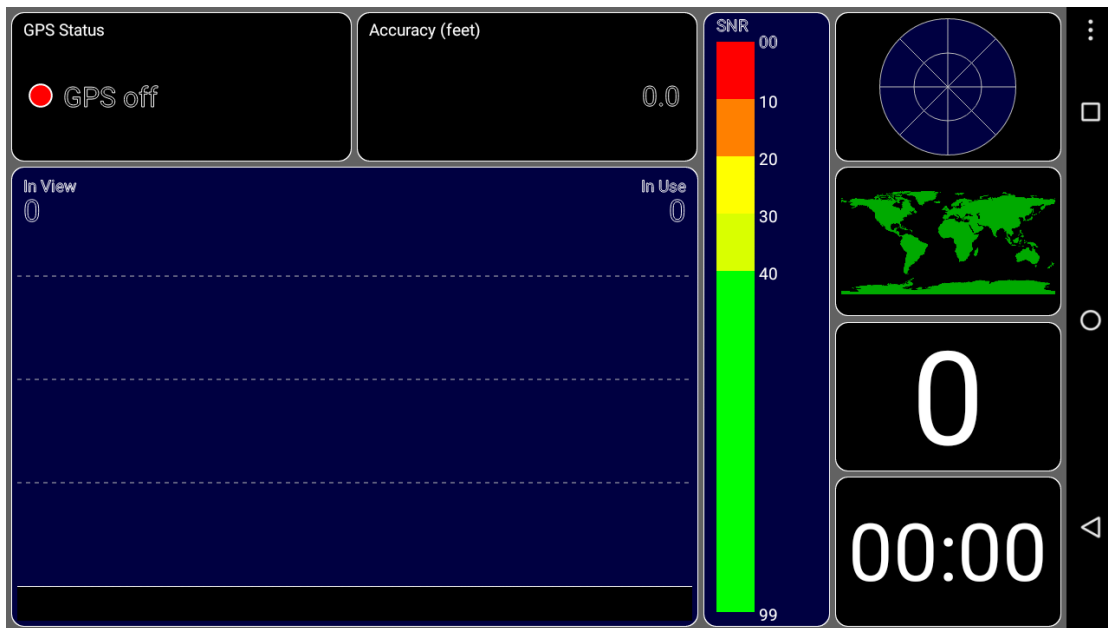 GPS Status
GPS off
Accuracy (feet)
0.0
In View
0
In Use
0
SNR
00
10
20
30
40
99
0
00:00